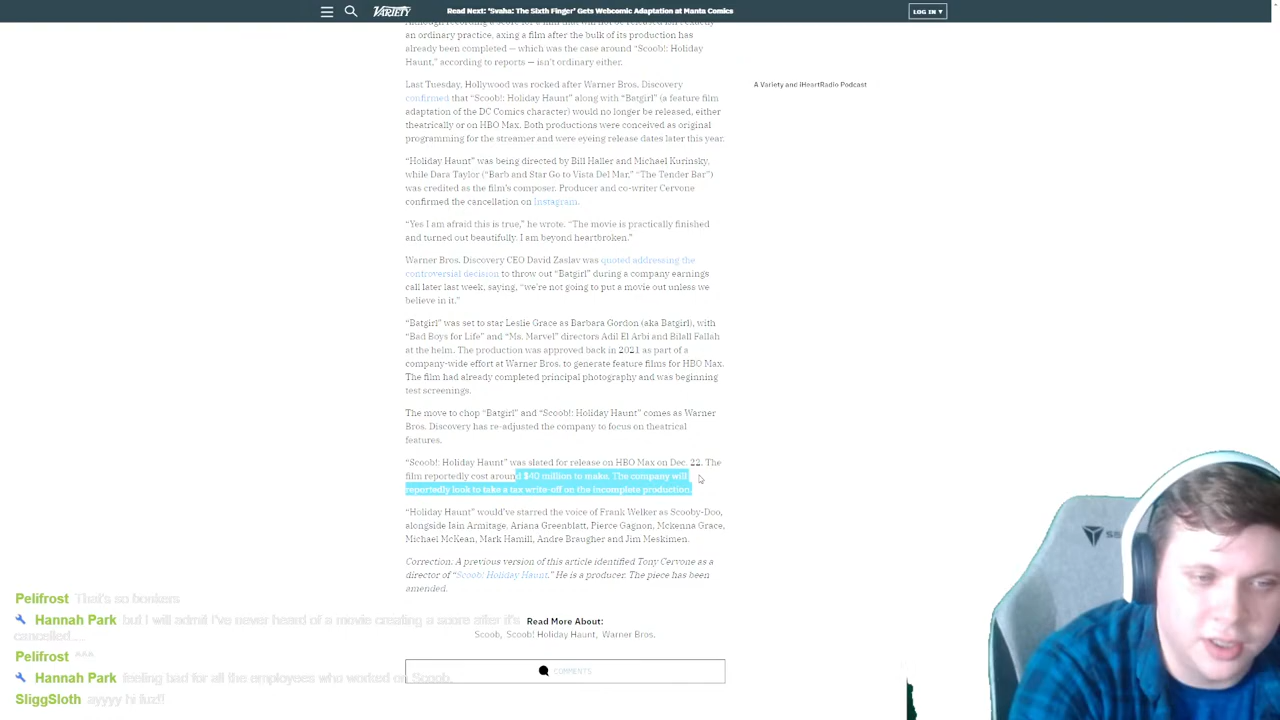 VARIETY
Read Next: 'Svaha: The Sixth Finger' Gets Webcomic Adaptation at Manta Comics
LOG IN ▾
Although recording a score for a film that will not be released isn't exactly
an ordinary practice, axing a film after the bulk of its production has
already been completed — which was the case around “Scoob!: Holiday
Haunt,” according to reports — isn't ordinary either.
A Variety and iHeartRadio Podcast
Last Tuesday, Hollywood was rocked after Warner Bros. Discovery
confirmed that “Scoob!: Holiday Haunt” along with “Batgirl” (a feature film
adaptation of the DC Comics character) would no longer be released, either
theatrically or on HBO Max. Both productions were conceived as original
programming for the streamer and were eyeing release dates later this year.
“Holiday Haunt” was being directed by Bill Haller and Michael Kurinsky,
while Dara Taylor (“Barb and Star Go to Vista Del Mar,” “The Tender Bar”)
was credited as the film's composer. Producer and co-writer Cervone
confirmed the cancellation on Instagram.
“Yes I am afraid this is true,” he wrote. “The movie is practically finished
and turned out beautifully. I am beyond heartbroken.”
Warner Bros. Discovery CEO David Zaslav was quoted addressing the
controversial decision to throw out “Batgirl” during a company earnings
call later last week, saying, “we're not going to put a movie out unless we
believe in it.”
“Batgirl” was set to star Leslie Grace as Barbara Gordon (aka Batgirl), with
“Bad Boys for Life” and “Ms. Marvel” directors Adil El Arbi and Bilall Fallah
at the helm. The production was approved back in 2021 as part of a
company-wide effort at Warner Bros. to generate feature films for HBO Max.
The film had already completed principal photography and was beginning
test screenings.
The move to chop “Batgirl” and “Scoob!: Holiday Haunt” comes as Warner
Bros. Discovery has re-adjusted the company to focus on theatrical
features.
“Scoob!: Holiday Haunt” was slated for release on HBO Max on Dec. 22. The
film reportedly cost around $40 million to make. The company will
reportedly look to take a tax write-off on the incomplete production.
“Holiday Haunt” would've starred the voice of Frank Welker as Scooby-Doo,
alongside Iain Armitage, Ariana Greenblatt, Pierce Gagnon, Mckenna Grace,
Michael McKean, Mark Hamill, Andre Braugher and Jim Meskimen.
Correction. A previous version of this article identified Tony Cervone as a
director of “Scoob! Holiday Haunt.” He is a producer. The piece has been
amended.
Read More About:
Scoob, Scoob! Holiday Haunt, Warner Bros.
COMMENTS
Pelifrost That's so bonkers
Hannah Park but I will admit I've never heard of a movie creating a score after it's
cancelled....
Pelifrost ^^^
Hannah Park feeling bad for all the employees who worked on Scoob.
SliggSloth ayyyy hi fuzi!